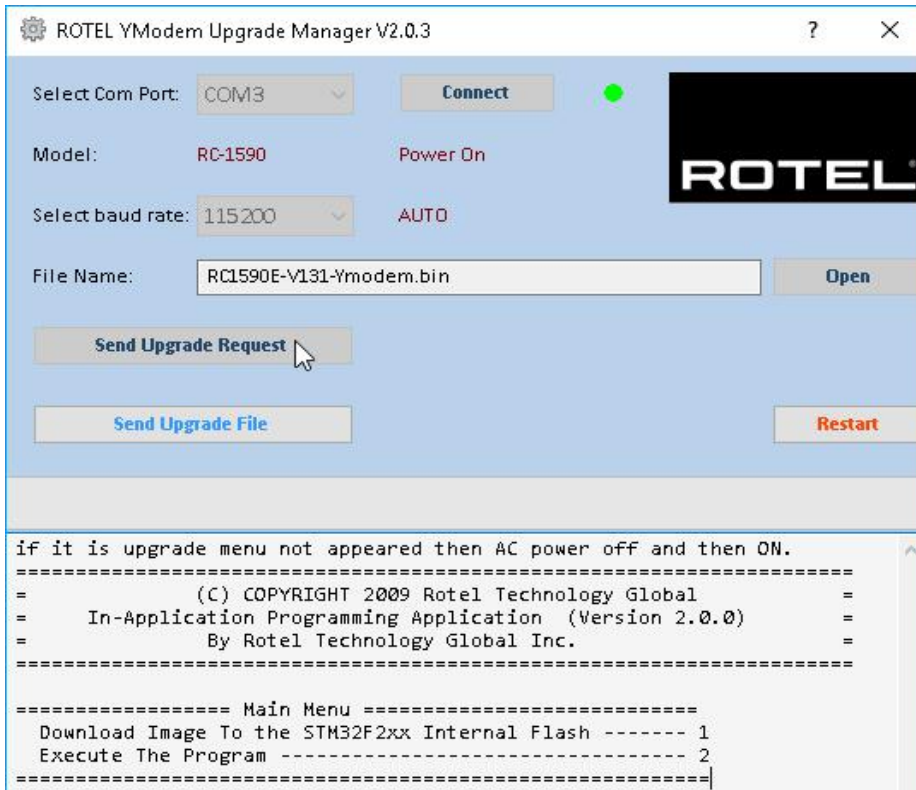 ROTEL YModem Upgrade Manager V2.0.3 ?
Select Com Port: COM3 Connect
Model: RC-1590 Power On
ROTEL
Select baud rate: 115200 AUTO
File Name: RC1590E-V131-Ymodem.bin Open
Send Upgrade Request
Send Upgrade File Restart
if it is upgrade menu not appeared then AC power off and then ON.
======================================================================
= (C) COPYRIGHT 2009 Rotel Technology Global =
= In-Application Programming Application (Version 2.0.0) =
= By Rotel Technology Global Inc. =
======================================================================
================== Main Menu ============================
Download Image To the STM32F2xx Internal Flash ------- 1
Execute The Program ---------------------------------- 2
==========================================================